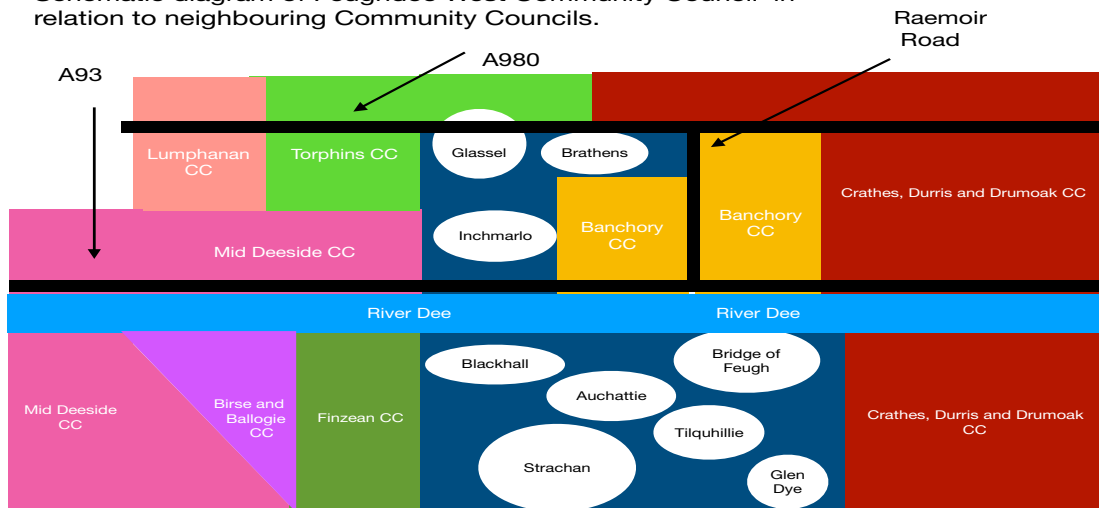 relation to neighbouring Community Councils.
Raemoir
Road
A980
A93
Lumphanan
CC
Torphins CC
Glassel
Brathens
Crathes, Durris and Drumoak CC
Banchory
CC
Banchory
CC
Inchmarlo
Mid Deeside CC
River Dee
River Dee
Blackhall
Bridge of
Feugh
Auchattie
Mid Deeside
CC
Birse and
Ballogie
CC
Finzean CC
Crathes, Durris and Drumoak
CC
Tilquhillie
Strachan
Glen
Dye